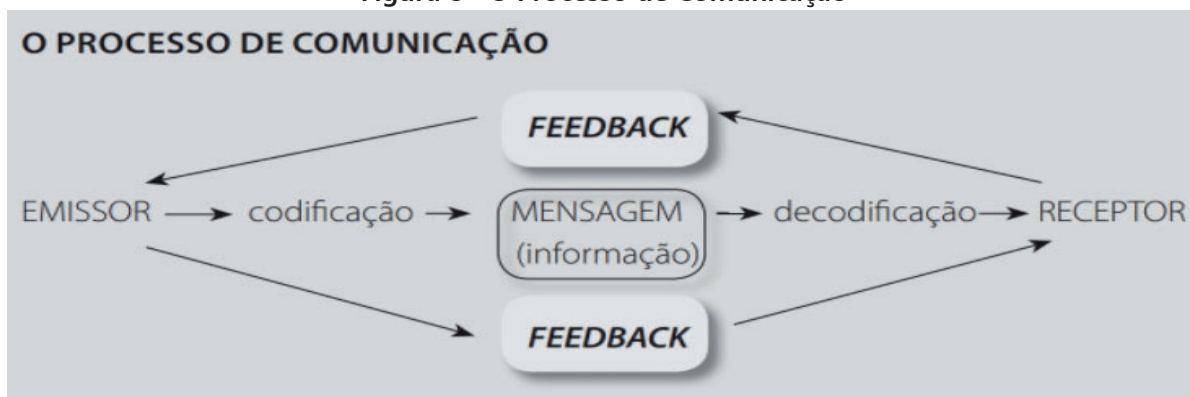 O PROCESSO DE COMUNICAÇÃO
FEEDBACK
EMISSOR codificação MENSAGEM decodificação RECEPTOR
(informação)
FEEDBACK